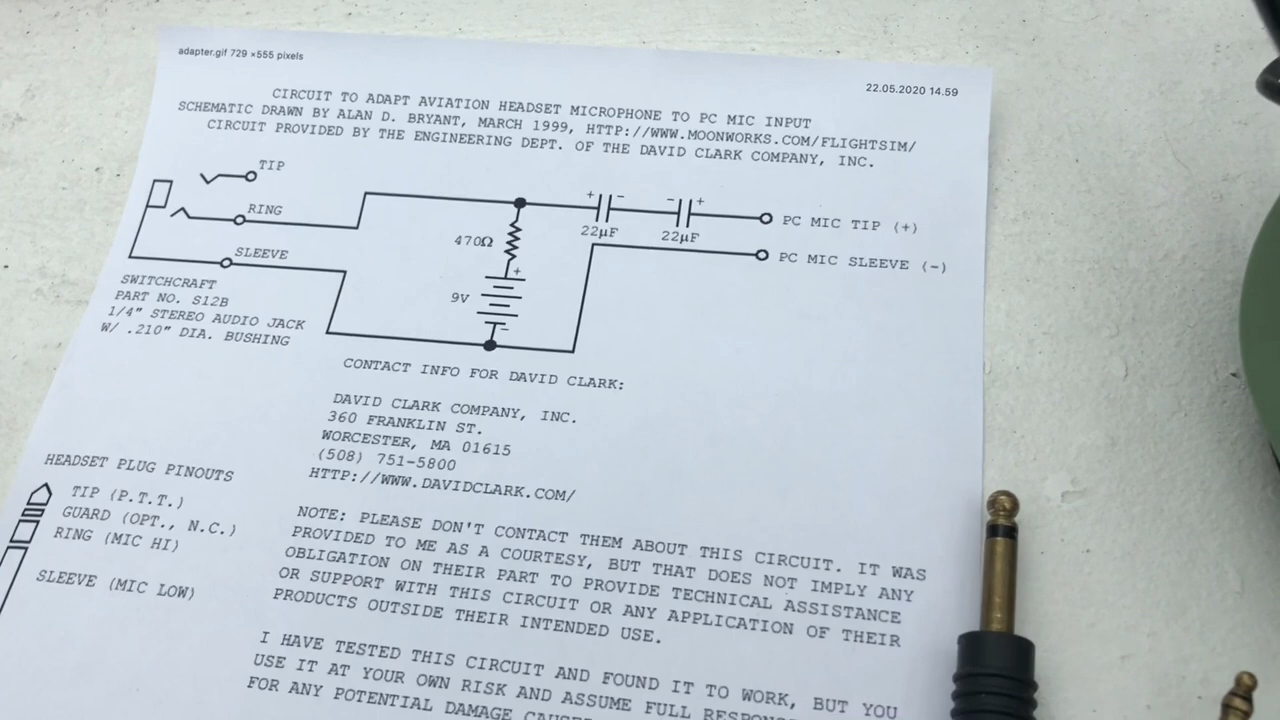 adapter.gif 729 ×555 pixels
22.05.2020 14.59
CIRCUIT TO ADAPT AVIATION HEADSET MICROPHONE TO PC MIC INPUT
SCHEMATIC DRAWN BY ALAN D. BRYANT, MARCH 1999, HTTP://WWW.MOONWORKS.COM/FLIGHTSIM/
CIRCUIT PROVIDED BY THE ENGINEERING DEPT. OF THE DAVID CLARK COMPANY, INC.
TIP
RING
SLEEVE
470Ω
+
9V
-
+ -
22µF
- +
22µF
PC MIC TIP (+)
PC MIC SLEEVE (-)
SWITCHCRAFT
PART NO. S12B
1/4" STEREO AUDIO JACK
W/ .210" DIA. BUSHING
CONTACT INFO FOR DAVID CLARK:
DAVID CLARK COMPANY, INC.
360 FRANKLIN ST.
WORCESTER, MA 01615
(508) 751-5800
HTTP://WWW.DAVIDCLARK.COM/
HEADSET PLUG PINOUTS
TIP (P.T.T.)
GUARD (OPT., N.C.)
RING (MIC HI)
SLEEVE (MIC LOW)
NOTE: PLEASE DON'T CONTACT THEM ABOUT THIS CIRCUIT. IT WAS
PROVIDED TO ME AS A COURTESY, BUT THAT DOES NOT IMPLY ANY
OBLIGATION ON THEIR PART TO PROVIDE TECHNICAL ASSISTANCE
OR SUPPORT WITH THIS CIRCUIT OR ANY APPLICATION OF THEIR
PRODUCTS OUTSIDE THEIR INTENDED USE.
I HAVE TESTED THIS CIRCUIT AND FOUND IT TO WORK, BUT YOU
USE IT AT YOUR OWN RISK AND ASSUME FULL
FOR ANY POTENTIAL DAMAGE